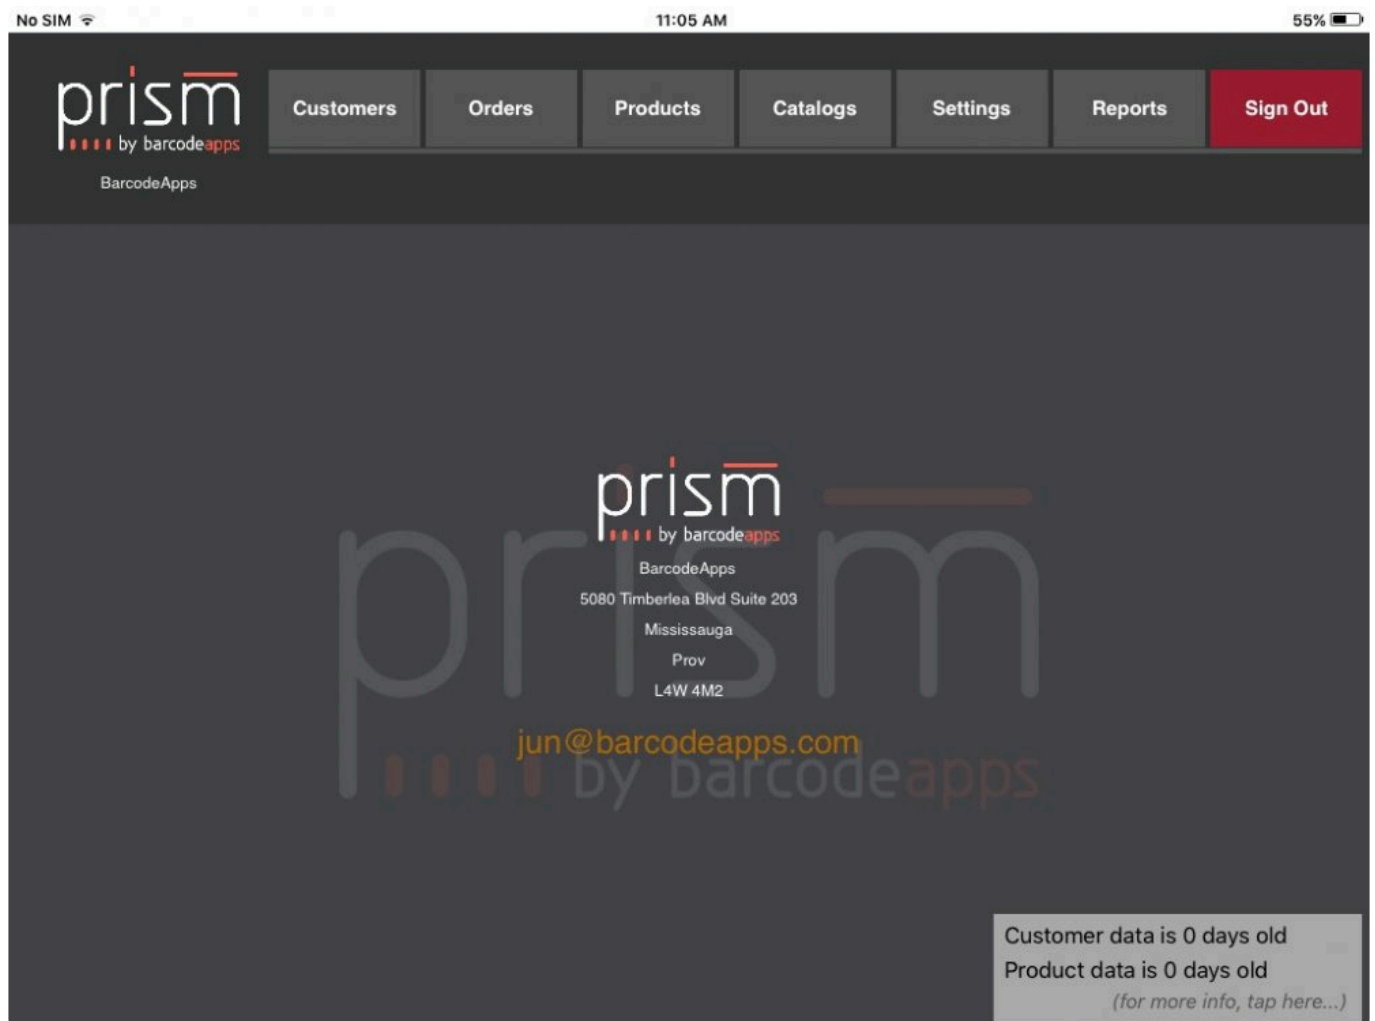 No SIM 11:05 AM 55%
prism
by barcodeapps
BarcodeApps
Customers Orders Products Catalogs Settings Reports Sign Out
prism
by barcodeapps
prism
by barcodeapps
BarcodeApps
5080 Timberlea Blvd Suite 203
Mississauga
Prov
L4W 4M2
jun@barcodeapps.com
Customer data is 0 days old
Product data is 0 days old
(for more info, tap here...)